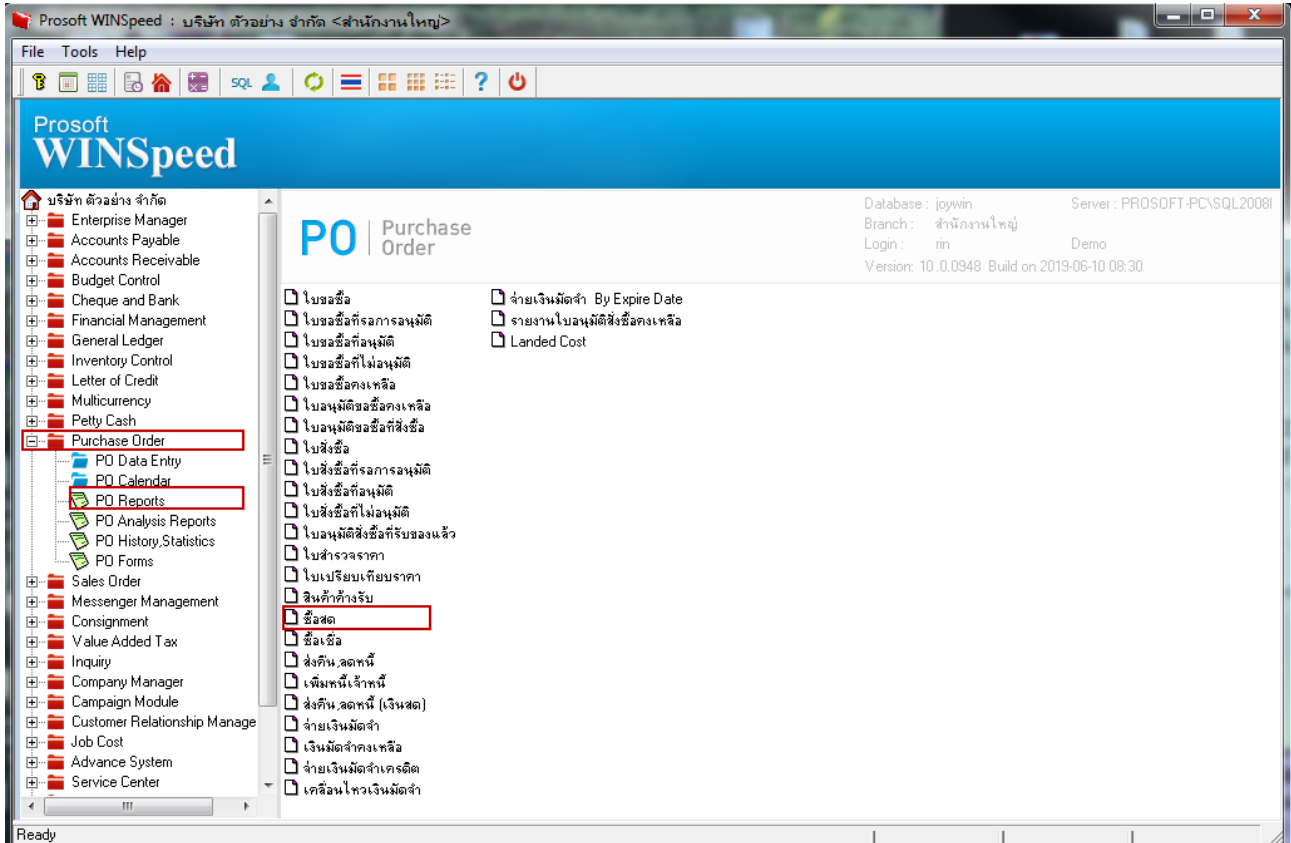 Prosoft WINSpeed : บริษัท ตัวอย่าง จำกัด <สำนักงานใหญ่>
File Tools Help
SQL
Prosoft
WINSpeed
บริษัท ตัวอย่าง จำกัด
Enterprise Manager
Accounts Payable
Accounts Receivable
Budget Control
Cheque and Bank
Financial Management
General Ledger
Inventory Control
Letter of Credit
Multicurrency
Petty Cash
Purchase Order
PO Data Entry
PO Calendar
PO Reports
PO Analysis Reports
PO History,Statistics
PO Forms
Sales Order
Messenger Management
Consignment
Value Added Tax
Inquiry
Company Manager
Campaign Module
Customer Relationship Manage
Job Cost
Advance System
Service Center
PO Purchase
Order
Database : joywin Server : PROSOFT-PC\SQL2008
Branch : สำนักงานใหญ่
Login : rin Demo
Version: 10.0.0948 Build on 2019-06-10 08:30
ใบขอซื้อ
ใบขอซื้อที่รอการอนุมัติ
ใบขอซื้อที่อนุมัติ
ใบขอซื้อที่ไม่อนุมัติ
ใบขอซื้อคงเหลือ
ใบอนุมัติขอซื้อคงเหลือ
ใบอนุมัติขอซื้อที่สั่งซื้อ
ใบสั่งซื้อ
ใบสั่งซื้อที่รอการอนุมัติ
ใบสั่งซื้อที่อนุมัติ
ใบสั่งซื้อที่ไม่อนุมัติ
ใบอนุมัติสั่งซื้อที่รับของแล้ว
ใบสำรวจราคา
ใบเปรียบเทียบราคา
สินค้าค้างรับ
ซื้อสด
ซื้อเชื่อ
ส่งคืน,ลดหนี้
เพิ่มหนี้เจ้าหนี้
ส่งคืน,ลดหนี้ (เงินสด)
จ่ายเงินมัดจำ
เงินมัดจำคงเหลือ
จ่ายเงินมัดจำเครดิต
เคลื่อนไหวเงินมัดจำ
จ่ายเงินมัดจำ By Expire Date
รายงานใบอนุมัติสั่งซื้อคงเหลือ
Landed Cost
Ready